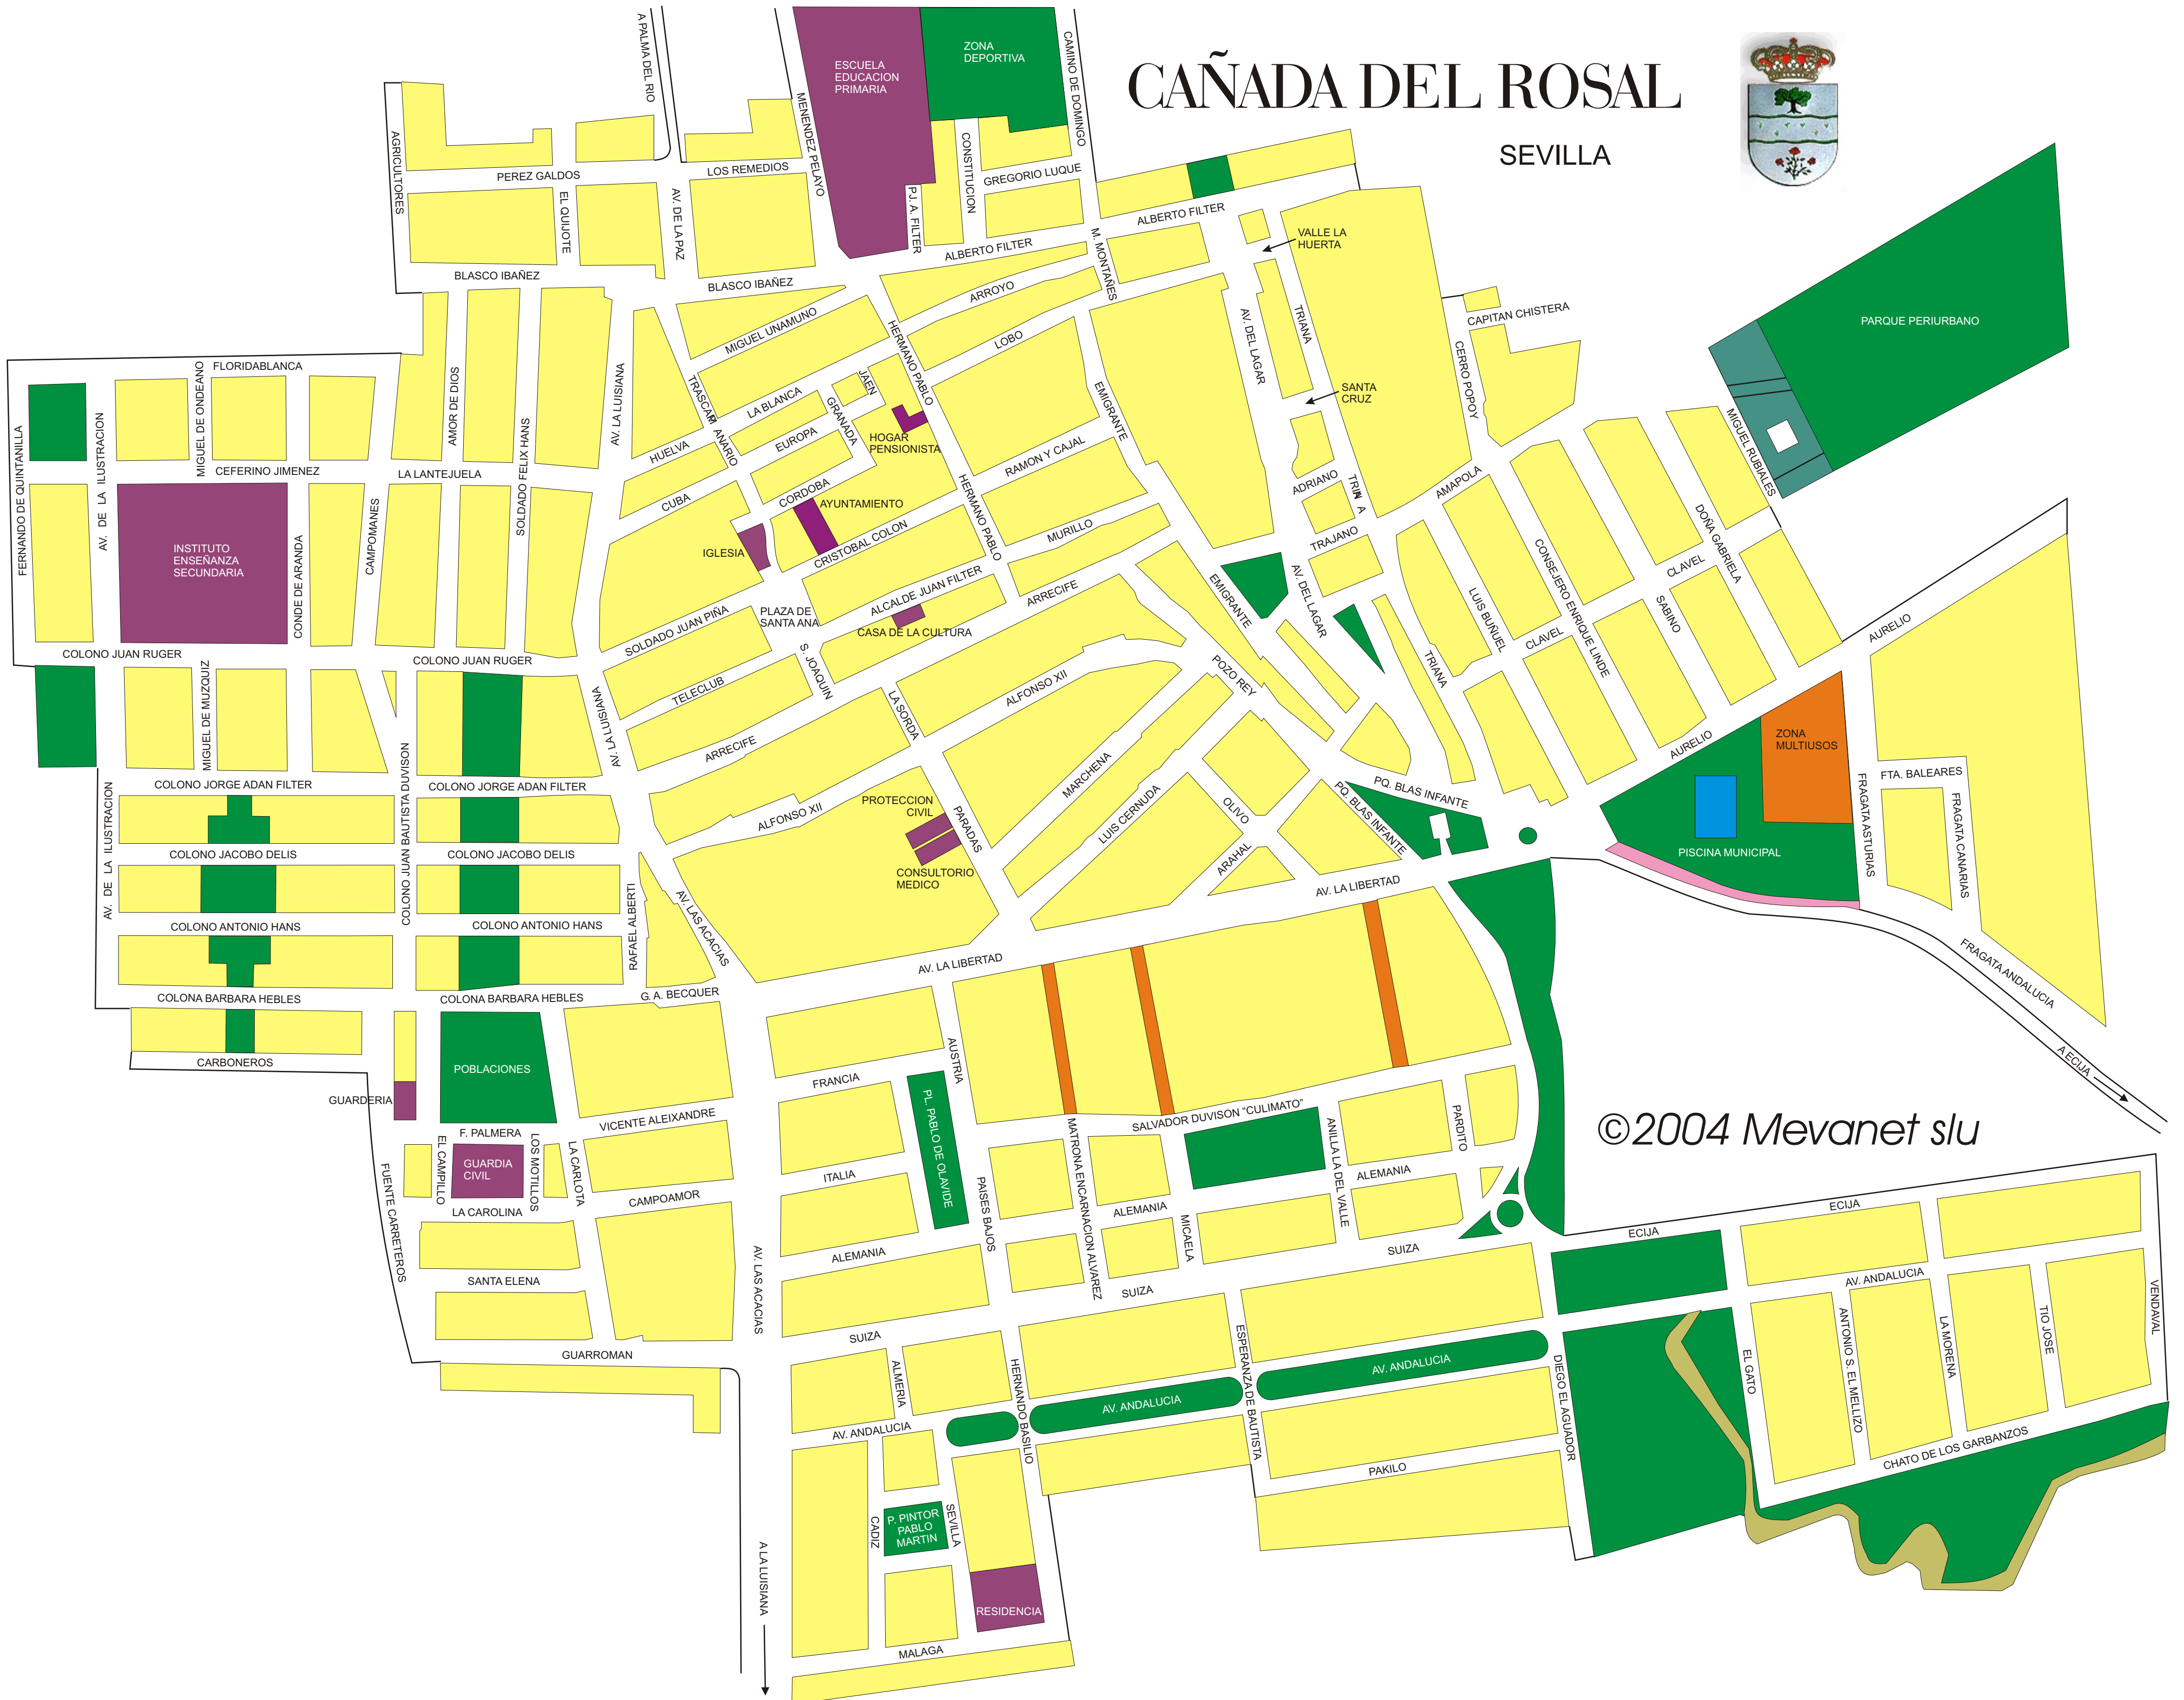 CAÑADA DEL ROSAL
SEVILLA
A PALMA DEL RIO
ESCUELA
EDUCACION
PRIMARIA
ZONA
DEPORTIVA
CAMINO DE DOMINGO
MENENDEZ PELAYO
AGRICULTORES
CONSTITUCION
PEREZ GALDOS
LOS REMEDIOS
GREGORIO LUQUE
EL QUIJOTE
AV. DE LA PAZ
PJ. A. FILTER
ALBERTO FILTER
ALBERTO FILTER
M. MONTAÑES
VALLE LA
HUERTA
BLASCO IBAÑEZ
BLASCO IBAÑEZ
ARROYO
MIGUEL UNAMUNO
HERMANO PABLO
LOBO
AV. DEL LAGAR
TRIANA
CAPITAN CHISTERA
CERRO POPOY
PARQUE PERIURBANO
FLORIDABLANCA
MIGUEL DE ONDEANO
AMOR DE DIOS
AV. LA LUISIANA
TRASCAMPANARIO
LA BLANCA
JAEN
GRANADA
EMIGRANTE
SANTA
CRUZ
FERNANDO DE QUINTANILLA
AV. DE LA ILUSTRACION
SOLDADO FELIX HANS
HUELVA
EUROPA
HOGAR
PENSIONISTA
RAMON Y CAJAL
MIGUEL RUBIALES
CEFERINO JIMENEZ
LA LANTEJUELA
CUBA
CORDOBA
AYUNTAMIENTO
HERMANO PABLO
ADRIANO
TRINA A
AMAPOLA
CAMPOMANES
INSTITUTO
ENSEÑANZA
SECUNDARIA
CONDE DE ARANDA
IGLESIA
CRISTOBAL COLON
MURILLO
TRAJANO
CONSEJERO ENRIQUE LINDE
DOÑA GABRIELA
CLAVEL
ALCALDE JUAN FILTER
ARRECIFE
EMIGRANTE
AV. DEL LAGAR
LUIS BUÑUEL
SABINO
SOLDADO JUAN PIÑA
PLAZA DE
SANTA ANA
CASA DE LA CULTURA
CLAVEL
AURELIO
COLONO JUAN RUGER
COLONO JUAN RUGER
MIGUEL DE MUZQUIZ
TELECLUB
S. JOAQUIN
POZO REY
TRIANA
AV. LA LUISIANA
LA SORDA
ALFONSO XII
ARRECIFE
AURELIO
ZONA
MULTIUSOS
COLONO JORGE ADAN FILTER
COLONO JORGE ADAN FILTER
COLONO JUAN BAUTISTA DUVISON
MARCHENA
PQ. BLAS INFANTE
PQ. BLAS INFANTE
FTA. BALEARES
AV. DE LA ILUSTRACION
ALFONSO XII
PROTECCION
CIVIL
PARADAS
LUIS CERNUDA
OLIVO
FRAGATA ASTURIAS
FRAGATA CANARIAS
COLONO JACOBO DELIS
COLONO JACOBO DELIS
CONSULTORIO
MEDICO
ARAHAL
PISCINA MUNICIPAL
AV. LA LIBERTAD
RAFAEL ALBERTI
AV. LAS ACACIAS
COLONO ANTONIO HANS
COLONO ANTONIO HANS
AV. LA LIBERTAD
FRAGATA ANDALUCIA
COLONA BARBARA HEBLES
COLONA BARBARA HEBLES
G. A. BECQUER
CARBONEROS
POBLACIONES
AUSTRIA
A ECIJA
FRANCIA
GUARDERIA
PL. PABLO DE OLAVIDE
VICENTE ALEIXANDRE
SALVADOR DUVISON “CULIMATO”
PARDITO
©2004 Mevanet slu
F. PALMERA
EL CAMPILLO
GUARDIA
CIVIL
LOS MOTILLOS
LA CARLOTA
MATRONA ENCARNACION ALVAREZ
ANILLA LA DEL VALLE
FUENTE CARRETEROS
ITALIA
PAISES BAJOS
ALEMANIA
CAMPOAMOR
LA CAROLINA
ALEMANIA
MICAELA
ECIJA
ECIJA
ALEMANIA
SUIZA
SANTA ELENA
AV. LAS ACACIAS
SUIZA
AV. ANDALUCIA
VENDAVAL
SUIZA
GUARROMAN
ALMERIA
HERNANDO BASILIO
ESPERANZA DE BAUTISTA
AV. ANDALUCIA
DIEGO EL AGUADOR
EL GATO
ANTONIO S. EL MELLIZO
LA MORENA
TIO JOSE
AV. ANDALUCIA
AV. ANDALUCIA
CHATO DE LOS GARBANZOS
PAKILO
CADIZ
P. PINTOR
PABLO
MARTIN
SEVILLA
A LA LUISIANA
RESIDENCIA
MALAGA